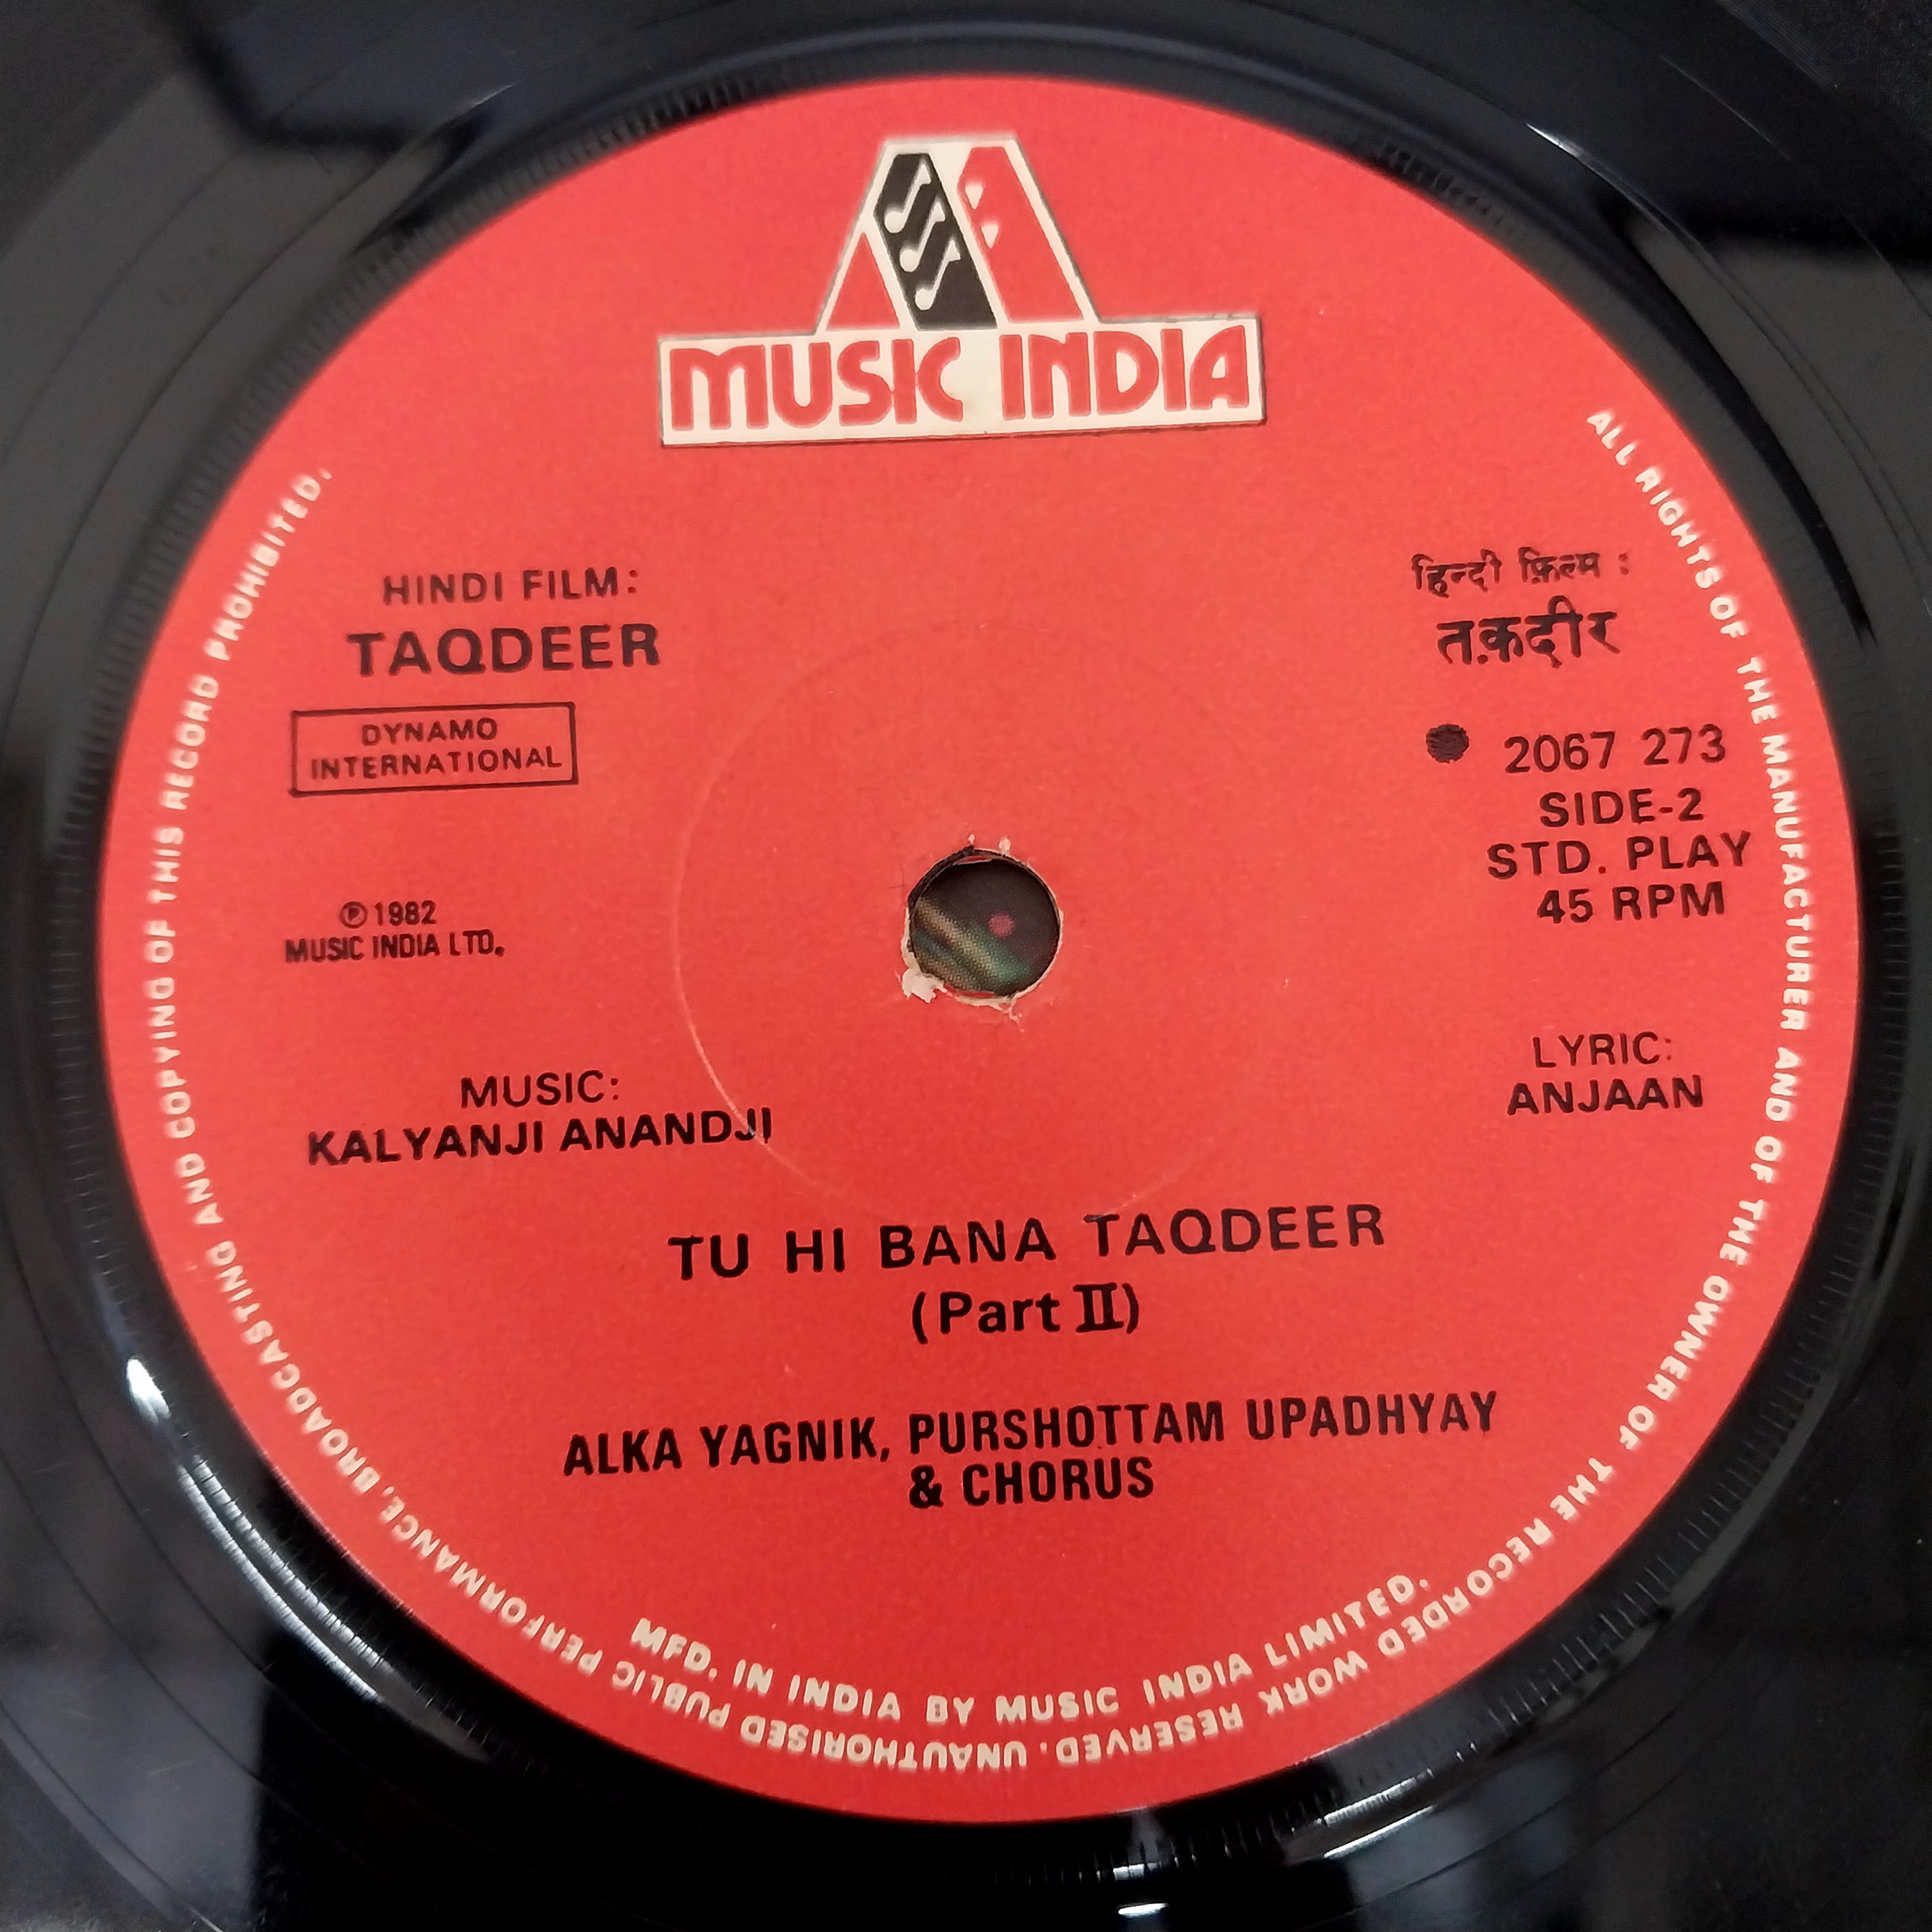 MUSIC INDIA
HINDI FILM:
TAQDEER
DYNAMO
INTERNATIONAL
℗1982
MUSIC INDIA LTD.
हिन्दी फ़िल्म :
तक़दीर
2067 273
SIDE-2
STD. PLAY
45 RPM
MUSIC:
KALYANJI ANANDJI
LYRIC:
ANJAAN
TU HI BANA TAQDEER
(Part II)
ALKA YAGNIK, PURSHOTTAM UPADHYAY
& CHORUS
MFD. IN INDIA BY MUSIC INDIA LIMITED.
ALL RIGHTS OF THE MANUFACTURER AND OF THE OWNER OF THE RECORDED WORK RESERVED. UNAUTHORISED PUBLIC PERFORMANCE, BROADCASTING AND COPYING OF THIS RECORD PROHIBITED.